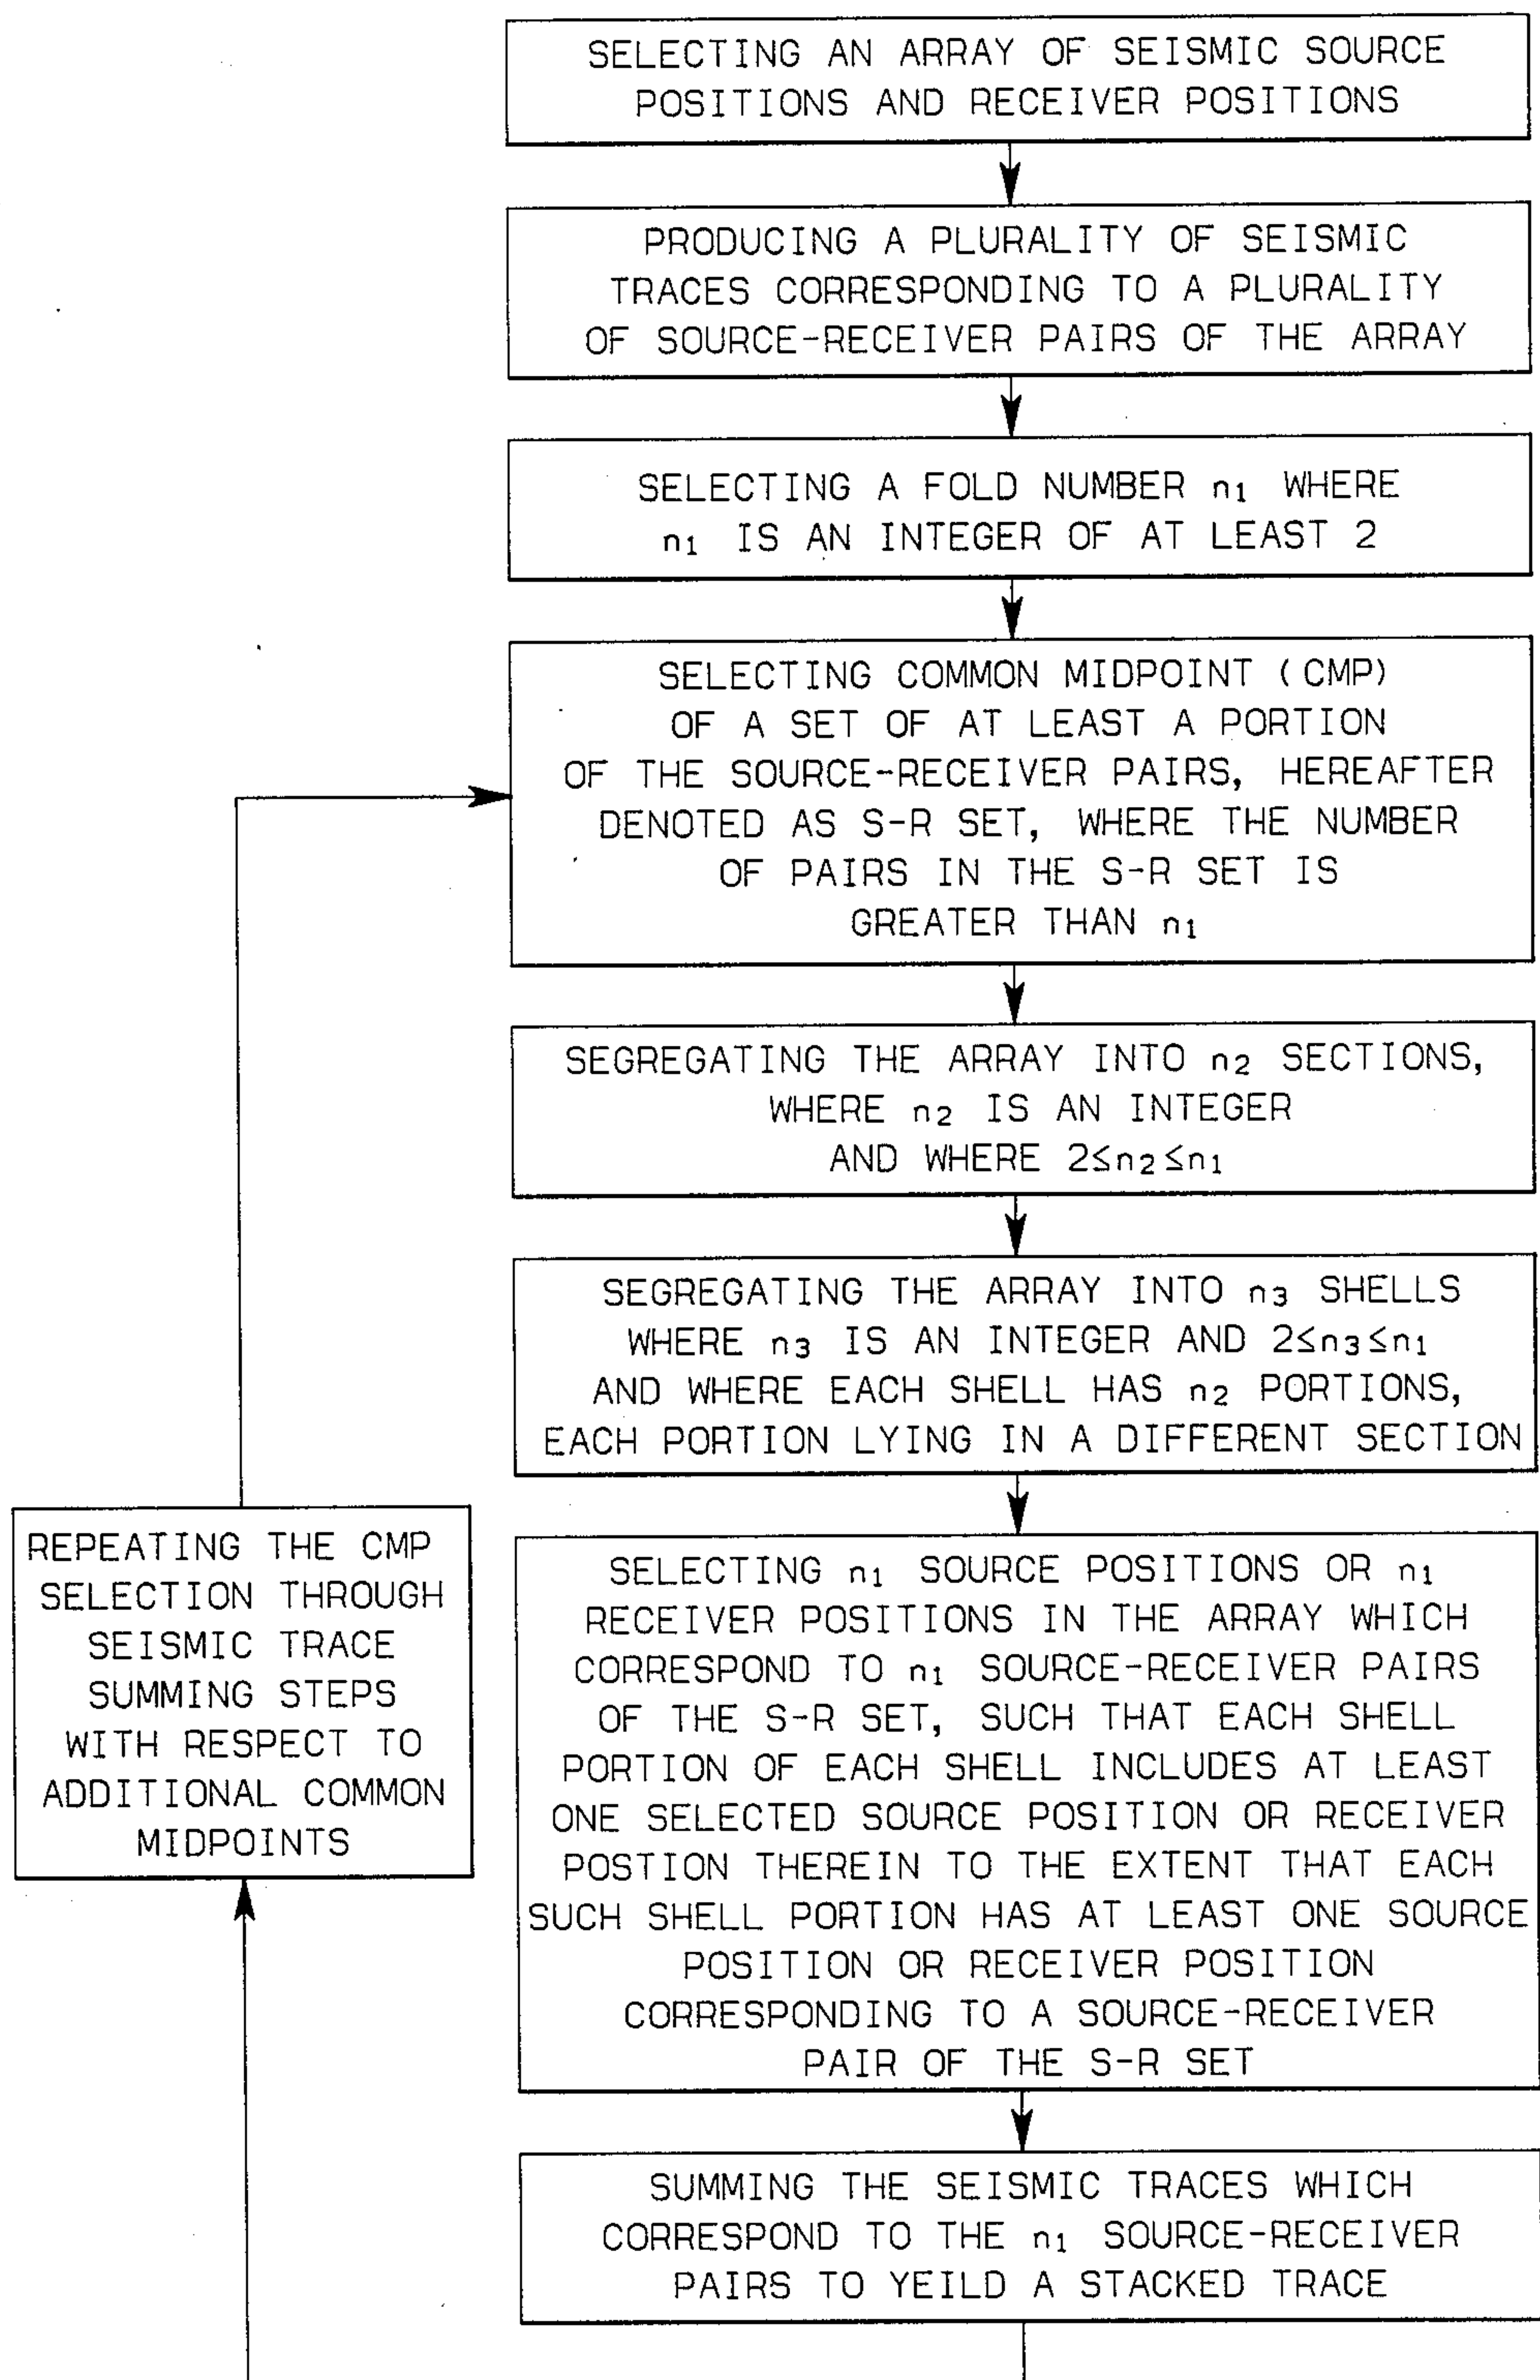 SELECTING AN ARRAY OF SEISMIC SOURCE
POSITIONS AND RECEIVER POSITIONS
PRODUCING A PLURALITY OF SEISMIC
TRACES CORRESPONDING TO A PLURALITY
OF SOURCE-RECEIVER PAIRS OF THE ARRAY
SELECTING A FOLD NUMBER n₁ WHERE
n₁ IS AN INTEGER OF AT LEAST 2
SELECTING COMMON MIDPOINT (CMP)
OF A SET OF AT LEAST A PORTION
OF THE SOURCE-RECEIVER PAIRS, HEREAFTER
DENOTED AS S-R SET, WHERE THE NUMBER
OF PAIRS IN THE S-R SET IS
GREATER THAN n₁
SEGREGATING THE ARRAY INTO n₂ SECTIONS,
WHERE n₂ IS AN INTEGER
AND WHERE 2≤n₂≤n₁
SEGREGATING THE ARRAY INTO n₃ SHELLS
WHERE n₃ IS AN INTEGER AND 2≤n₃≤n₁
AND WHERE EACH SHELL HAS n₂ PORTIONS,
EACH PORTION LYING IN A DIFFERENT SECTION
SELECTING n₁ SOURCE POSITIONS OR n₁
RECEIVER POSITIONS IN THE ARRAY WHICH
CORRESPOND TO n₁ SOURCE-RECEIVER PAIRS
OF THE S-R SET, SUCH THAT EACH SHELL
PORTION OF EACH SHELL INCLUDES AT LEAST
ONE SELECTED SOURCE POSITION OR RECEIVER
POSTION THEREIN TO THE EXTENT THAT EACH
SUCH SHELL PORTION HAS AT LEAST ONE SOURCE
POSITION OR RECEIVER POSITION
CORRESPONDING TO A SOURCE-RECEIVER
PAIR OF THE S-R SET
SUMMING THE SEISMIC TRACES WHICH
CORRESPOND TO THE n₁ SOURCE-RECEIVER
PAIRS TO YEILD A STACKED TRACE
REPEATING THE CMP
SELECTION THROUGH
SEISMIC TRACE
SUMMING STEPS
WITH RESPECT TO
ADDITIONAL COMMON
MIDPOINTS